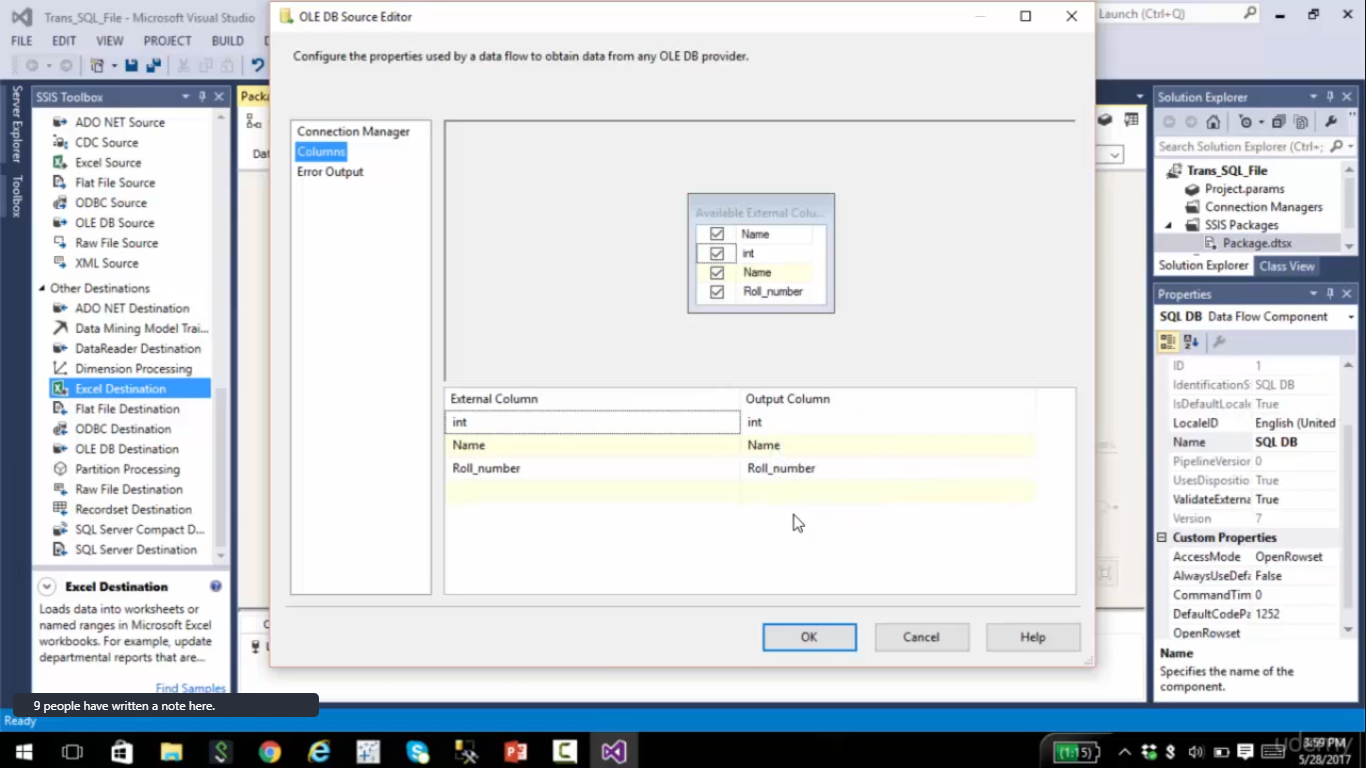 Trans_SQL_File - Microsoft Visual Studio
OLE DB Source Editor
Launch (Ctrl+Q)
FILE EDIT VIEW PROJECT BUILD
Configure the properties used by a data flow to obtain data from any OLE DB provider.
Server Explorer
Toolbox
SSIS Toolbox
ADO NET Source
CDC Source
Excel Source
Flat File Source
ODBC Source
OLE DB Source
Raw File Source
XML Source
Other Destinations
ADO NET Destination
Data Mining Model Trai...
DataReader Destination
Dimension Processing
Excel Destination
Flat File Destination
ODBC Destination
OLE DB Destination
Partition Processing
Raw File Destination
Recordset Destination
SQL Server Compact D...
SQL Server Destination
Excel Destination
Loads data into worksheets or
named ranges in Microsoft Excel
workbooks. For example, update
departmental reports that are...
Find Samples
Packa
Dat
Connection Manager
Columns
Error Output
Available External Colu...
Name
int
Name
Roll_number
External Column Output Column
int int
Name Name
Roll_number Roll_number
OK Cancel Help
Solution Explorer
Search Solution Explorer (Ctrl+;
Trans_SQL_File
Project.params
Connection Managers
SSIS Packages
Package.dtsx
Solution Explorer Class View
Properties
SQL DB Data Flow Component
ID 1
IdentificationS SQL DB
IsDefaultLocale True
LocaleID English (United
Name SQL DB
PipelineVersior 0
UsesDispositio True
ValidateExterna True
Version 7
Custom Properties
AccessMode OpenRowset
AlwaysUseDefa False
CommandTim 0
DefaultCodePa 1252
OpenRowset
Name
Specifies the name of the
component.
9 people have written a note here.
Ready
(1:15)
udemy
3:59 PM
5/28/2017